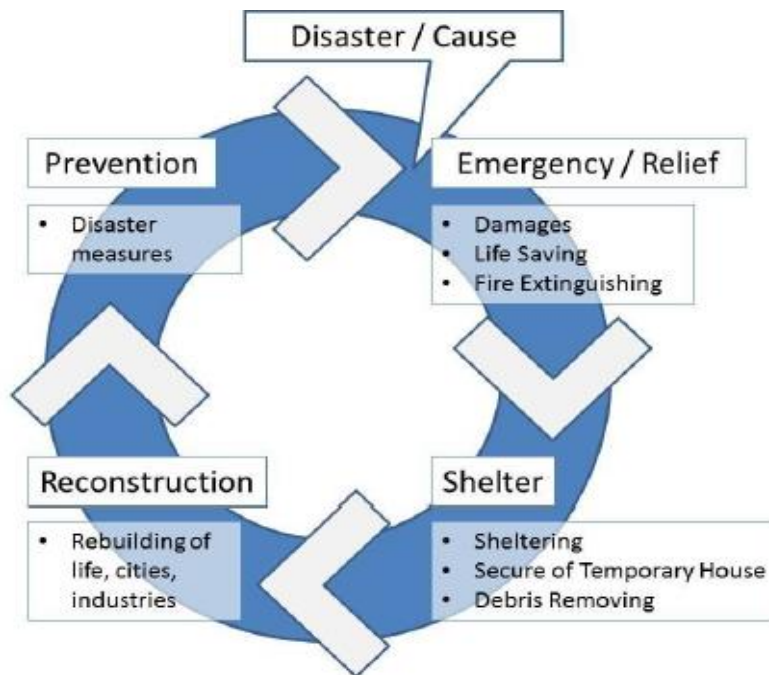 Disaster / Cause
Prevention
• Disaster
measures
Emergency / Relief
• Damages
• Life Saving
• Fire Extinguishing
Reconstruction
• Rebuilding of
life, cities,
industries
Shelter
• Sheltering
• Secure of Temporary House
• Debris Removing